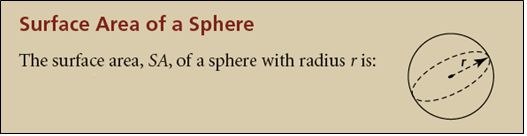 Surface Area of a Sphere
The surface area, SA, of a sphere with radius r is:
r